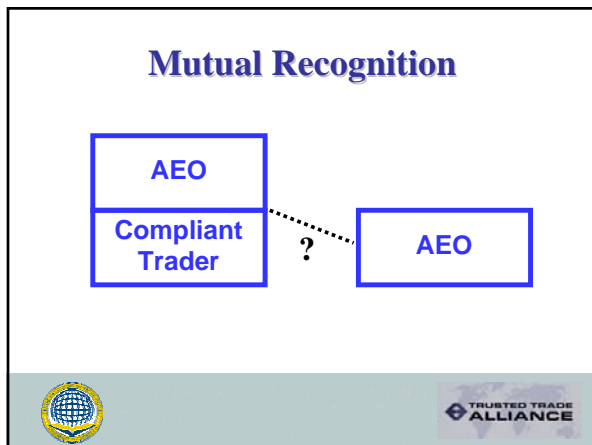 Mutual Recognition
AEO
Compliant
Trader
?
AEO
TRUSTED TRADE
ALLIANCE